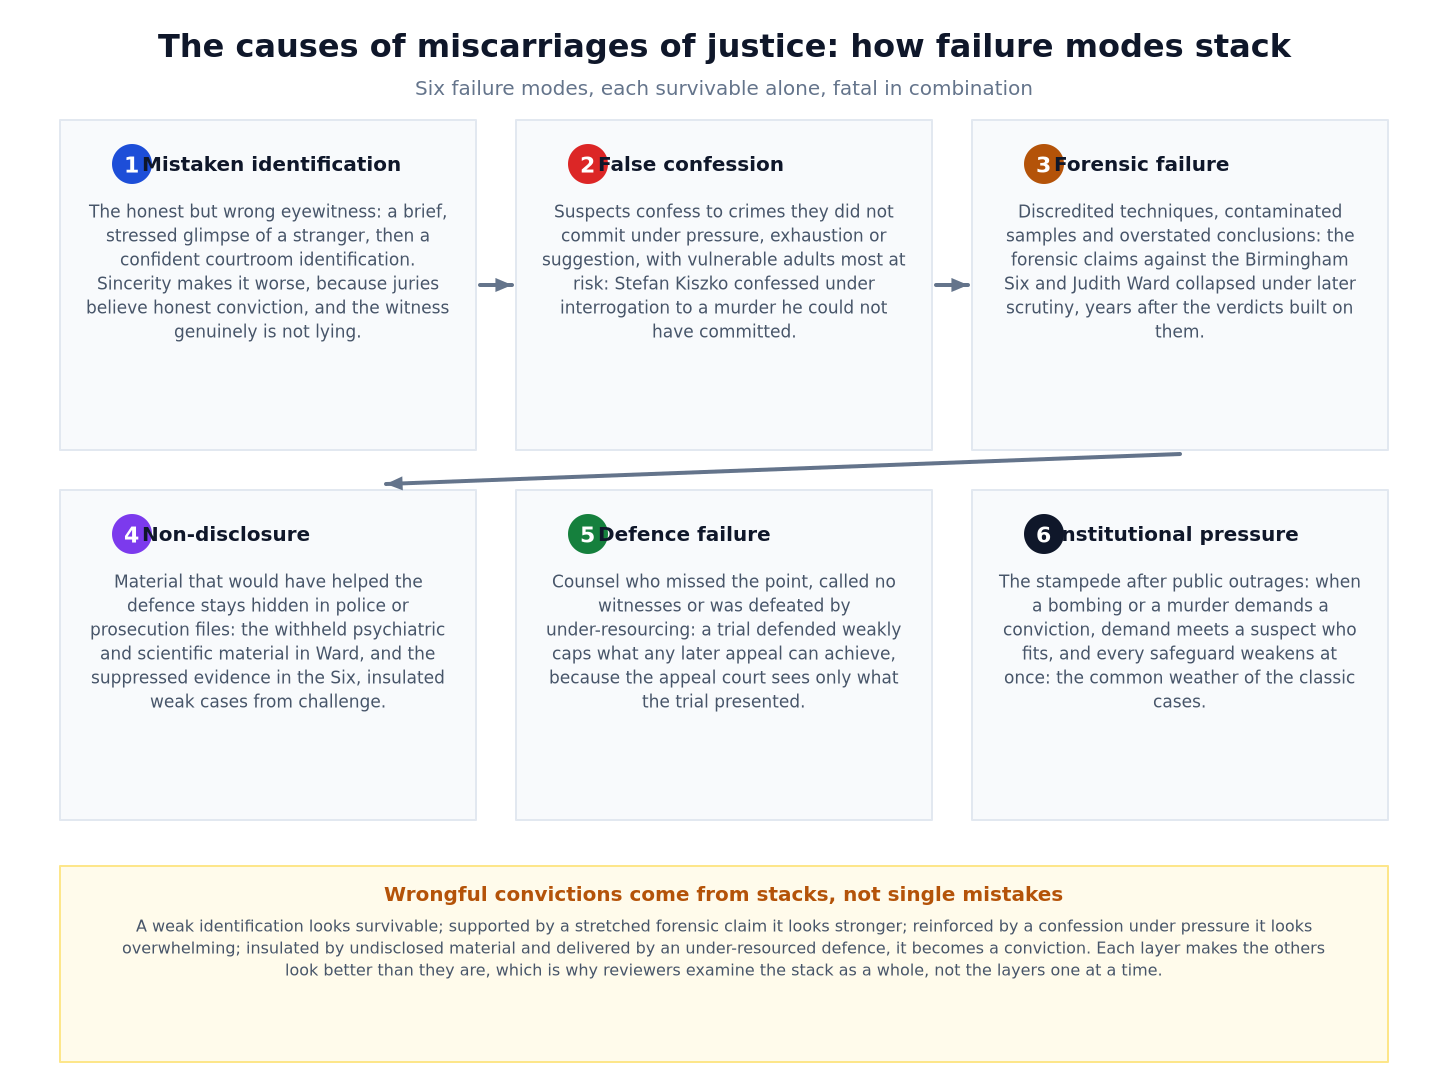 The causes of miscarriages of justice: how failure modes stack
Six failure modes, each survivable alone, fatal in combination
1 Mistaken identification
The honest but wrong eyewitness: a brief,
stressed glimpse of a stranger, then a
confident courtroom identification.
Sincerity makes it worse, because juries
believe honest conviction, and the witness
genuinely is not lying.
2 False confession
Suspects confess to crimes they did not
commit under pressure, exhaustion or
suggestion, with vulnerable adults most at
risk: Stefan Kiszko confessed under
interrogation to a murder he could not
have committed.
3 Forensic failure
Discredited techniques, contaminated
samples and overstated conclusions: the
forensic claims against the Birmingham
Six and Judith Ward collapsed under later
scrutiny, years after the verdicts built on
them.
4 Non-disclosure
Material that would have helped the
defence stays hidden in police or
prosecution files: the withheld psychiatric
and scientific material in Ward, and the
suppressed evidence in the Six, insulated
weak cases from challenge.
5 Defence failure
Counsel who missed the point, called no
witnesses or was defeated by
under-resourcing: a trial defended weakly
caps what any later appeal can achieve,
because the appeal court sees only what
the trial presented.
6 Institutional pressure
The stampede after public outrages: when
a bombing or a murder demands a
conviction, demand meets a suspect who
fits, and every safeguard weakens at
once: the common weather of the classic
cases.
Wrongful convictions come from stacks, not single mistakes
A weak identification looks survivable; supported by a stretched forensic claim it looks stronger; reinforced by a confession under pressure it looks
overwhelming; insulated by undisclosed material and delivered by an under-resourced defence, it becomes a conviction. Each layer makes the others
look better than they are, which is why reviewers examine the stack as a whole, not the layers one at a time.